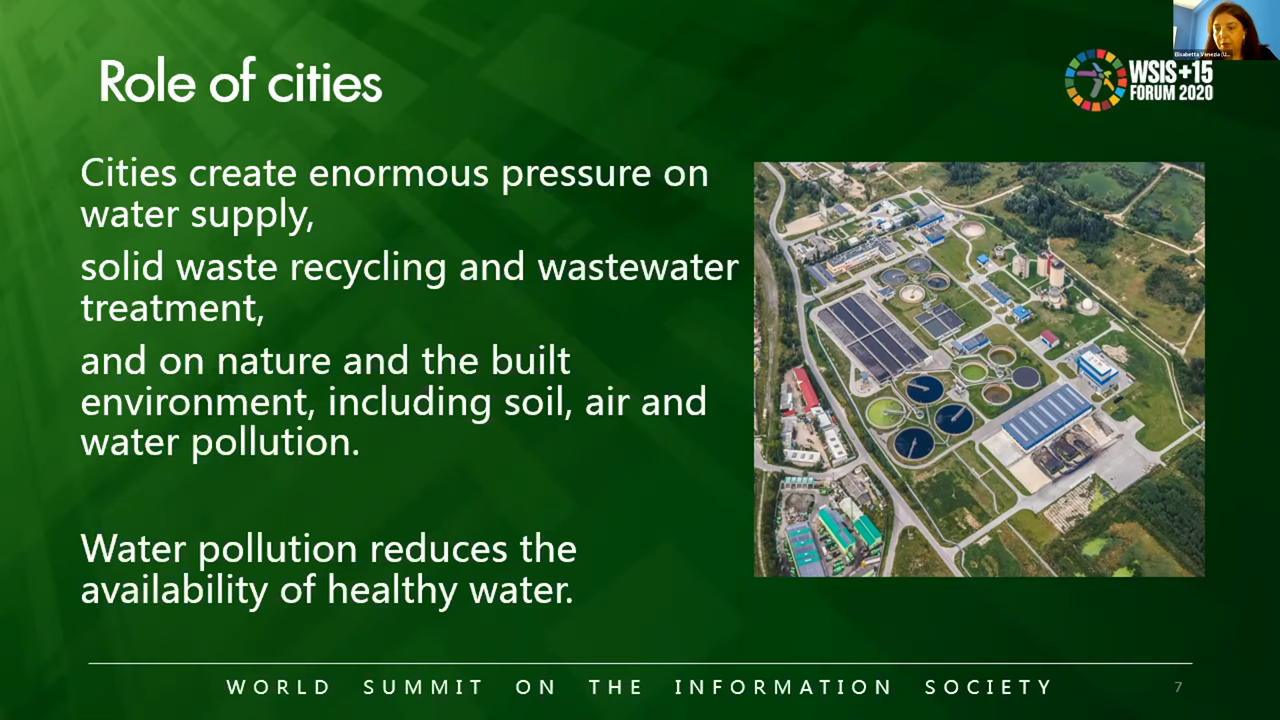 Elisabetta Venezia (U...
Role of cities
WSIS+15
FORUM 2020
Cities create enormous pressure on
water supply,
solid waste recycling and wastewater
treatment,
and on nature and the built
environment, including soil, air and
water pollution.
Water pollution reduces the
availability of healthy water.
WORLD SUMMIT ON THE INFORMATION SOCIETY
7